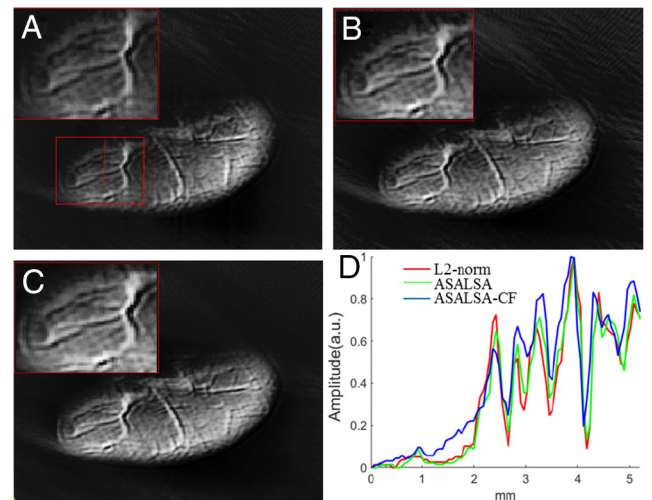 A
B
C
D
L2-norm
ASALSA
ASALSA-CF
Amplitude(a.u.)
1
0.8
0.6
0.4
0.2
0
0 1 2 3 4 5
mm